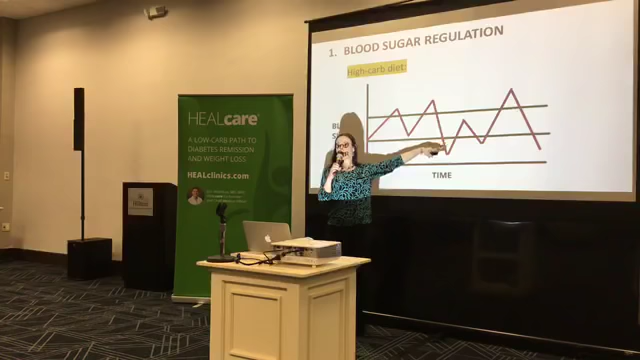 1. BLOOD SUGAR REGULATION
High-carb diet:
TIME
HEALcare
A LOW-CARB PATH TO
DIABETES REMISSION
AND WEIGHT LOSS
HEALclinics.com
Hilton